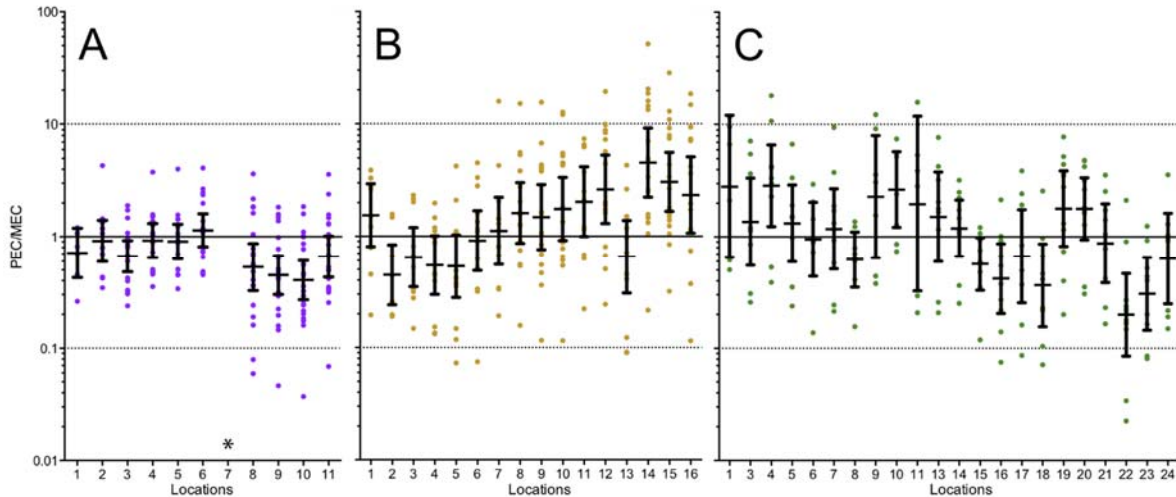 A
B
C
PEC/MEC
100
10
1
0.1
0.01
*
1 2 3 4 5 6 7 8 9 10 11
1 2 3 4 5 6 7 8 9 10 11 12 13 14 15 16
1 3 4 5 6 7 8 9 10 11 13 14 15 16 17 18 19 20 21 22 23 24
Locations
Locations
Locations